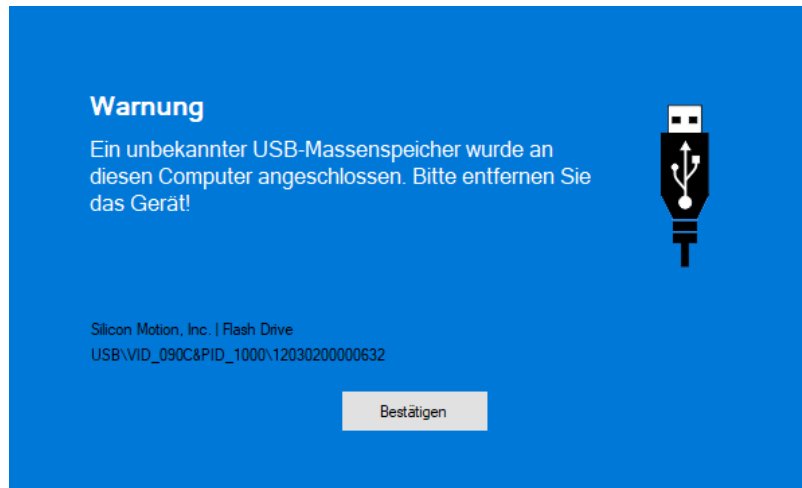 Warnung
Ein unbekannter USB-Massenspeicher wurde an
diesen Computer angeschlossen. Bitte entfernen Sie
das Gerät!
Silicon Motion, Inc. | Flash Drive
USB\VID_090C&PID_1000\12030200000632
Bestätigen